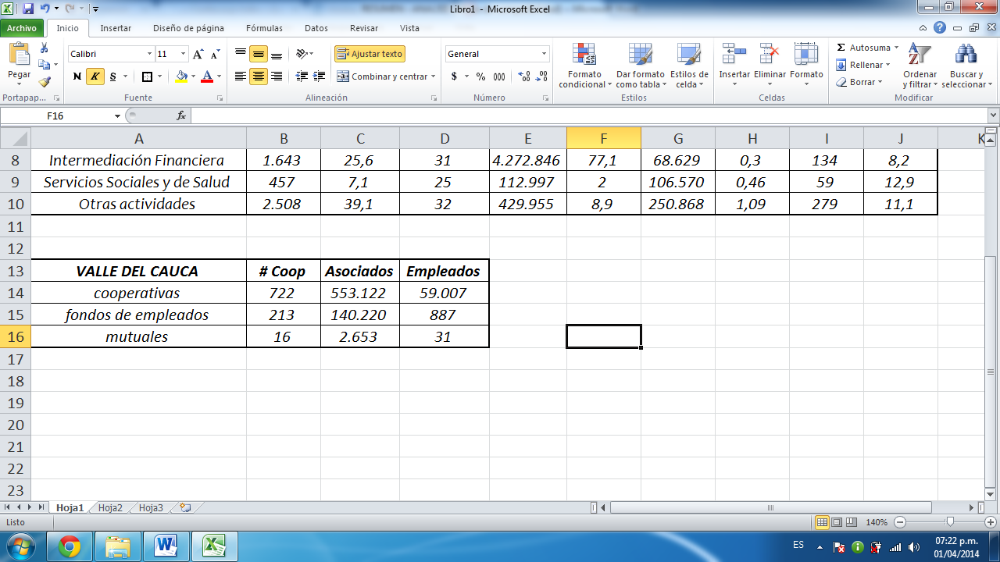 Libro1 - Microsoft Excel
Archivo Inicio Insertar Diseño de página Fórmulas Datos Revisar Vista
Pegar
Calibri 11
N K S
Ajustar texto
Combinar y centrar
General
$ % 000
Formato condicional
Dar formato como tabla
Estilos de celda
Insertar Eliminar Formato
Autosuma
Rellenar
Borrar
Ordenar y filtrar
Buscar y seleccionar
Portapap... Fuente Alineación Número Estilos Celdas Modificar
F16 fx
A B C D E F G H I J K
8 Intermediación Financiera 1.643 25,6 31 4.272.846 77,1 68.629 0,3 134 8,2
9 Servicios Sociales y de Salud 457 7,1 25 112.997 2 106.570 0,46 59 12,9
10 Otras actividades 2.508 39,1 32 429.955 8,9 250.868 1,09 279 11,1
11
12
13 VALLE DEL CAUCA # Coop Asociados Empleados
14 cooperativas 722 553.122 59.007
15 fondos de empleados 213 140.220 887
16 mutuales 16 2.653 31
17
18
19
20
21
22
23
Hoja1 Hoja2 Hoja3
Listo 140%
ES 07:22 p.m.
01/04/2014